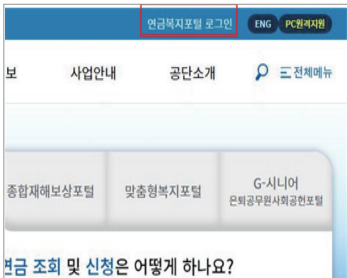 연금복지포털 로그인 ENG PC원격지원
보 사업안내 공단소개 전체메뉴
종합재해보상포털 맞춤형복지포털 G-시니어
은퇴공무원사회공헌포털
연금 조회 및 신청은 어떻게 하나요?